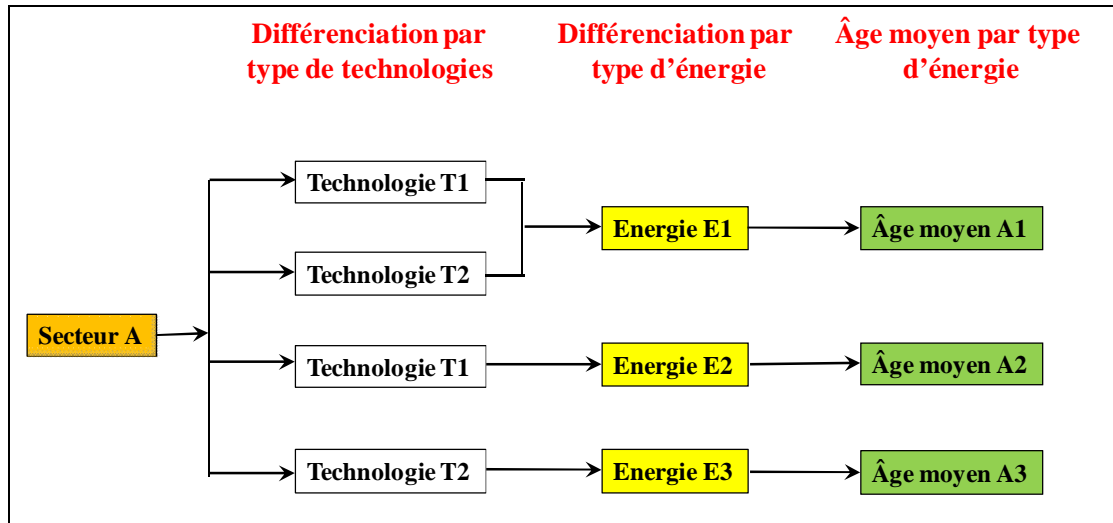 Différenciation par
type de technologies
Différenciation par
type d’énergie
Âge moyen par type
d’énergie
Technologie T1
Energie E1
Âge moyen A1
Technologie T2
Secteur A
Technologie T1
Energie E2
Âge moyen A2
Technologie T2
Energie E3
Âge moyen A3